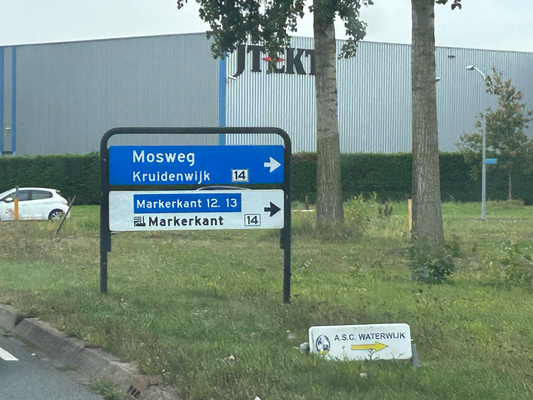 JTEKT
Mosweg
Kruidenwijk 14
Markerkant 12. 13
Markerkant 14
A.S.C. WATERWIJK